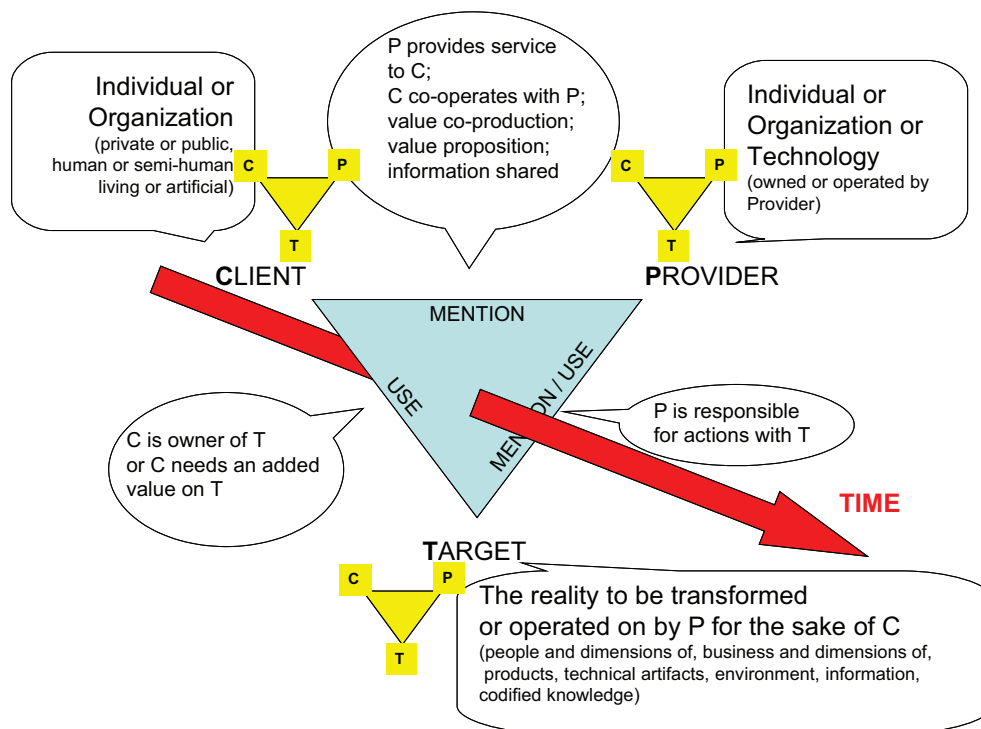 Individual or
Organization
(private or public,
human or semi-human
living or artificial)
C
P
T
P provides service
to C;
C co-operates with P;
value co-production;
value proposition;
information shared
C
P
T
Individual or
Organization or
Technology
(owned or operated by
Provider)
CLIENT
PROVIDER
MENTION
USE
MENTION / USE
C is owner of T
or C needs an added
value on T
P is responsible
for actions with T
TIME
TARGET
C
P
T
The reality to be transformed
or operated on by P for the sake of C
(people and dimensions of, business and dimensions of,
products, technical artifacts, environment, information,
codified knowledge)